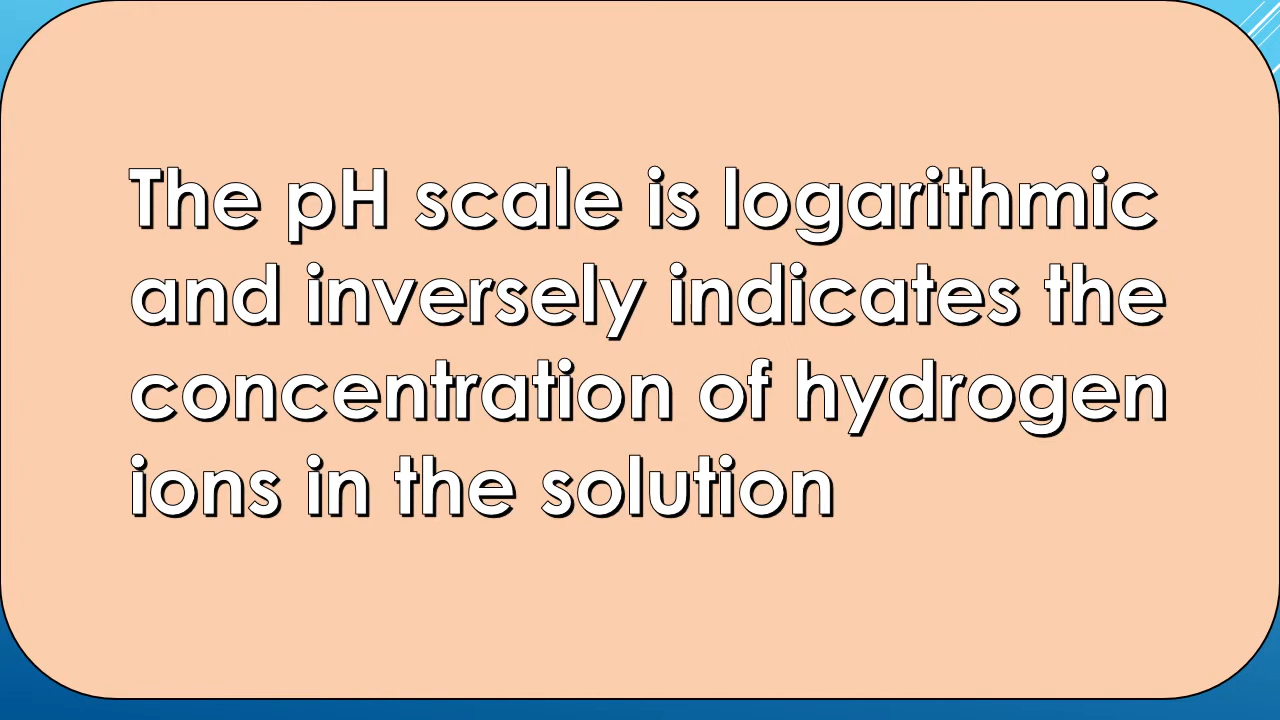 The pH scale is logarithmic
and inversely indicates the
concentration of hydrogen
ions in the solution